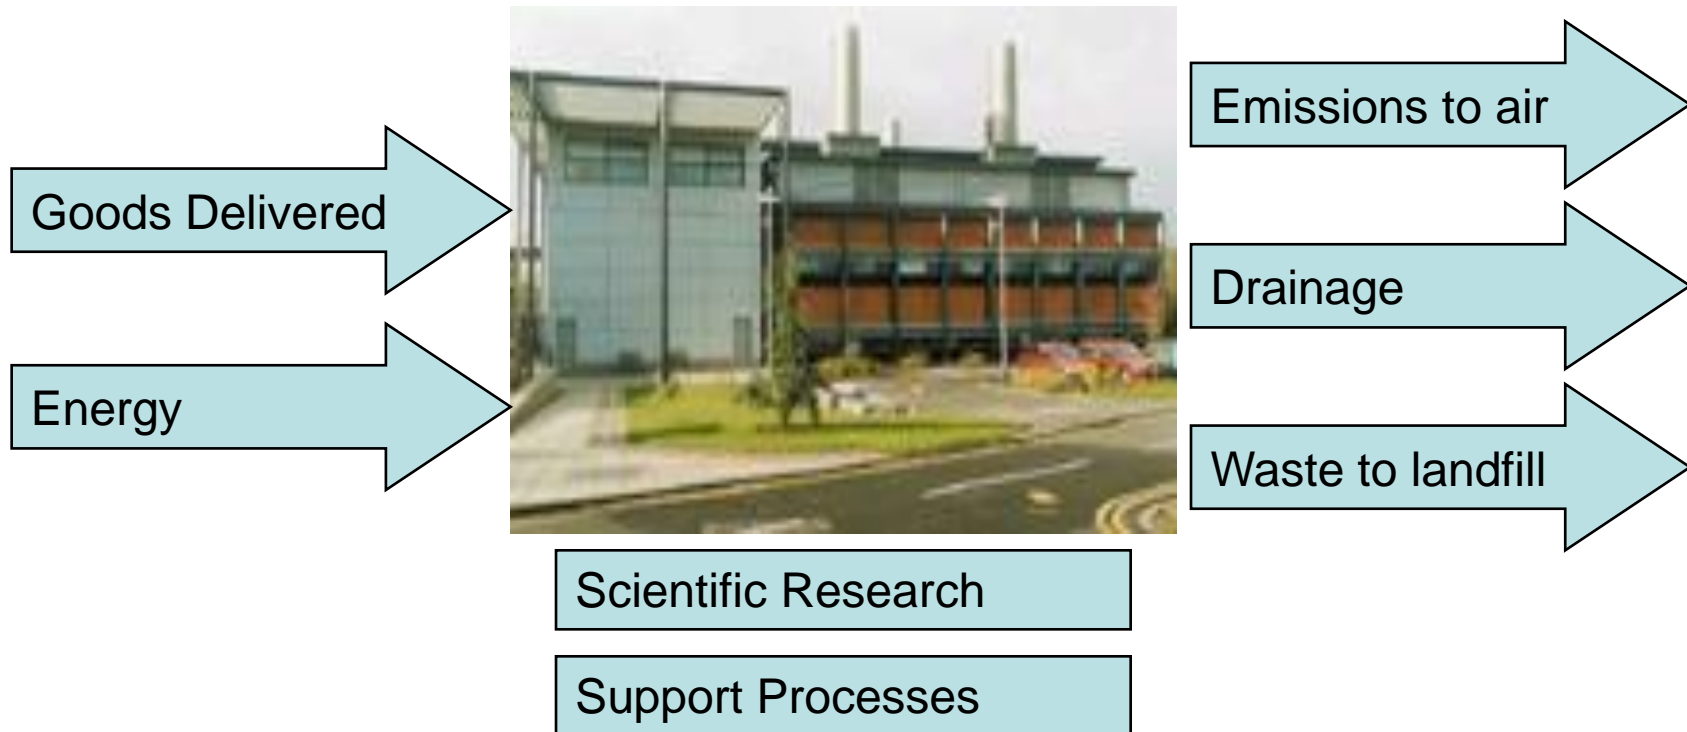 Goods Delivered
Energy
Emissions to air
Drainage
Waste to landfill
Scientific Research
Support Processes